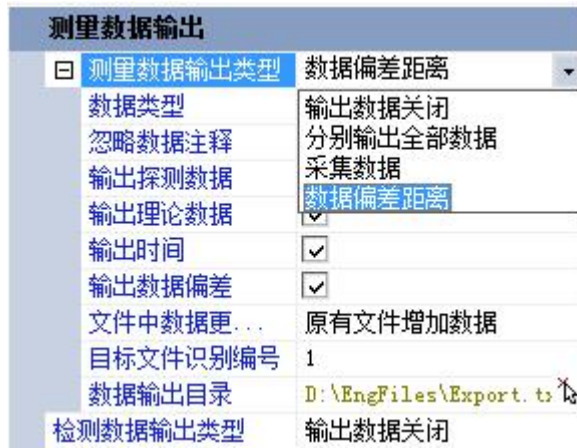 测量数据输出
测量数据输出类型 数据偏差距离
数据类型 输出数据关闭
分别输出全部数据
忽略数据注释
采集数据
输出探测数据
数据偏差距离
输出理论数据
输出时间
输出数据偏差
文件中数据更... 原有文件增加数据
目标文件识别编号 1
数据输出目录 D:\EngFiles\Export.tx
检测数据输出类型 输出数据关闭